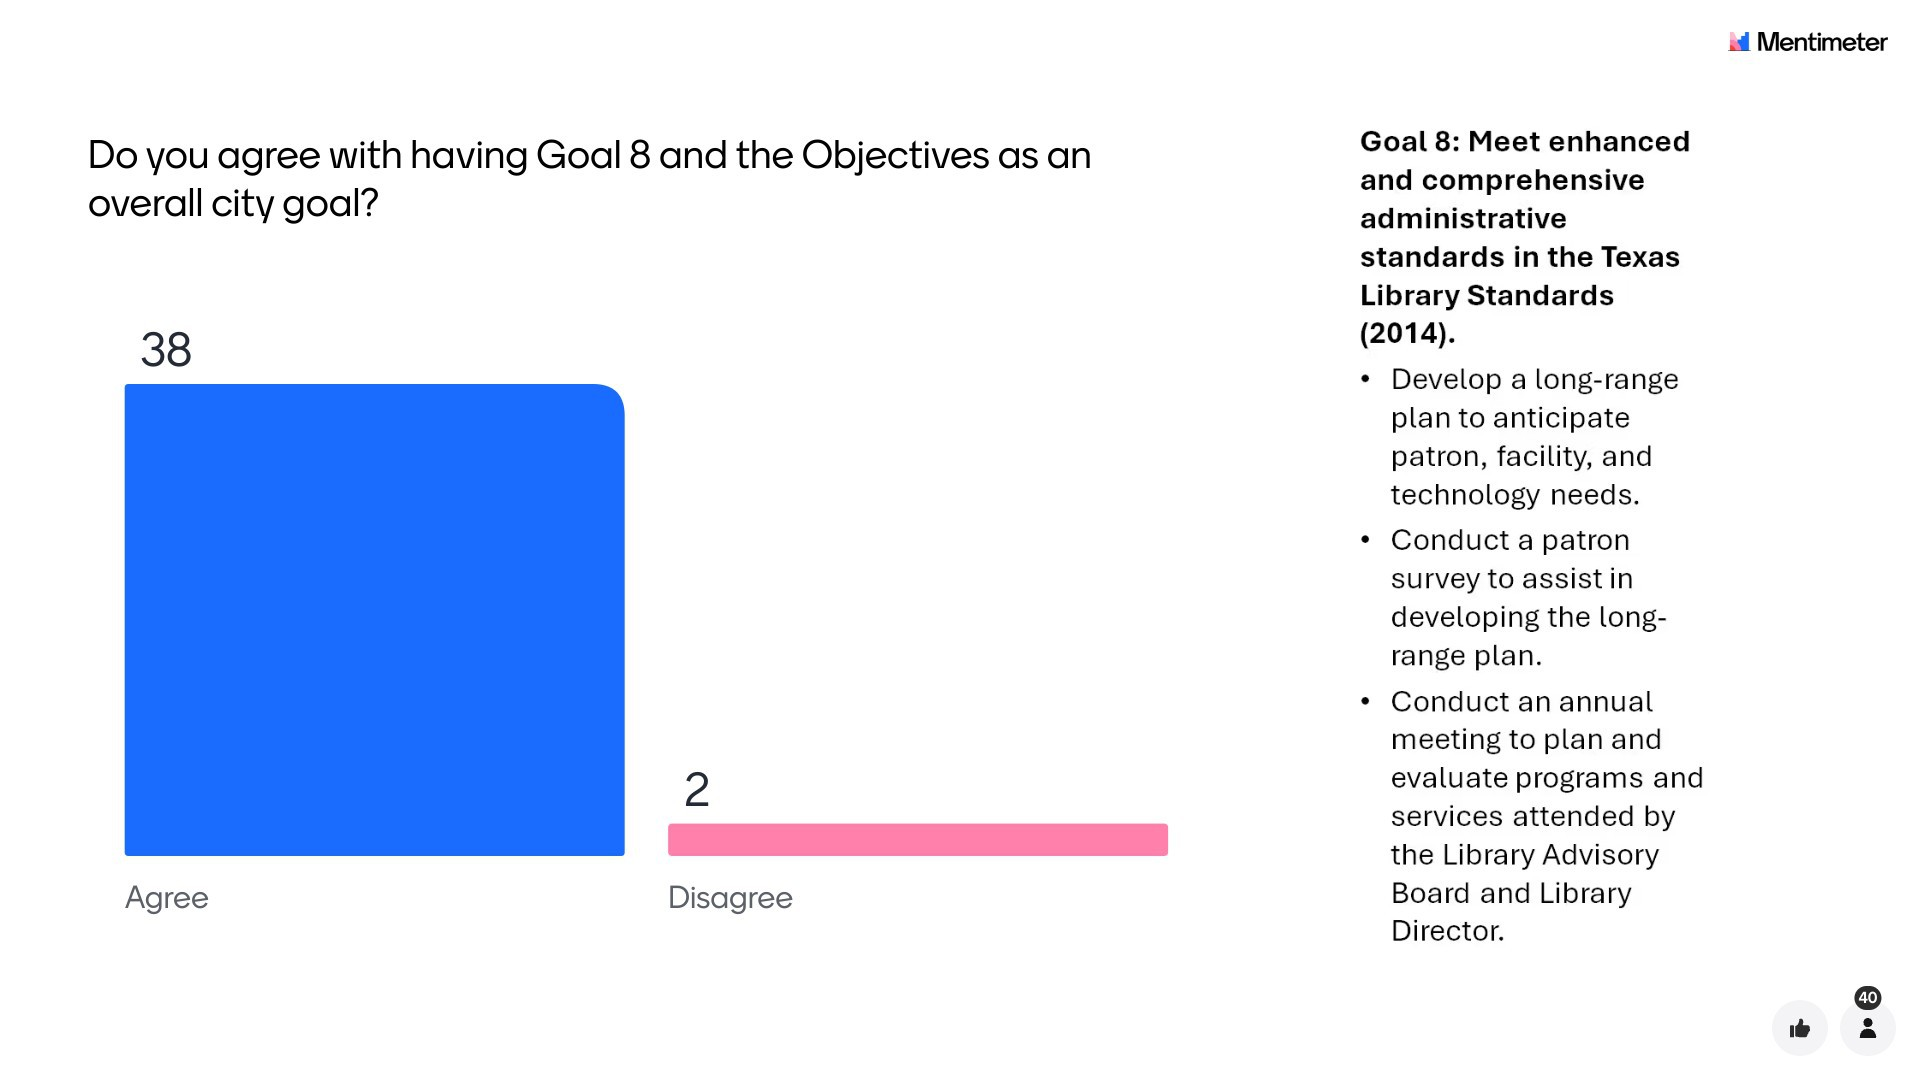 Mentimeter
Do you agree with having Goal 8 and the Objectives as an
overall city goal?
38
2
Agree
Disagree
Goal 8: Meet enhanced
and comprehensive
administrative
standards in the Texas
Library Standards
(2014).
• Develop a long-range
plan to anticipate
patron, facility, and
technology needs.
• Conduct a patron
survey to assist in
developing the long-
range plan.
• Conduct an annual
meeting to plan and
evaluate programs and
services attended by
the Library Advisory
Board and Library
Director.
40